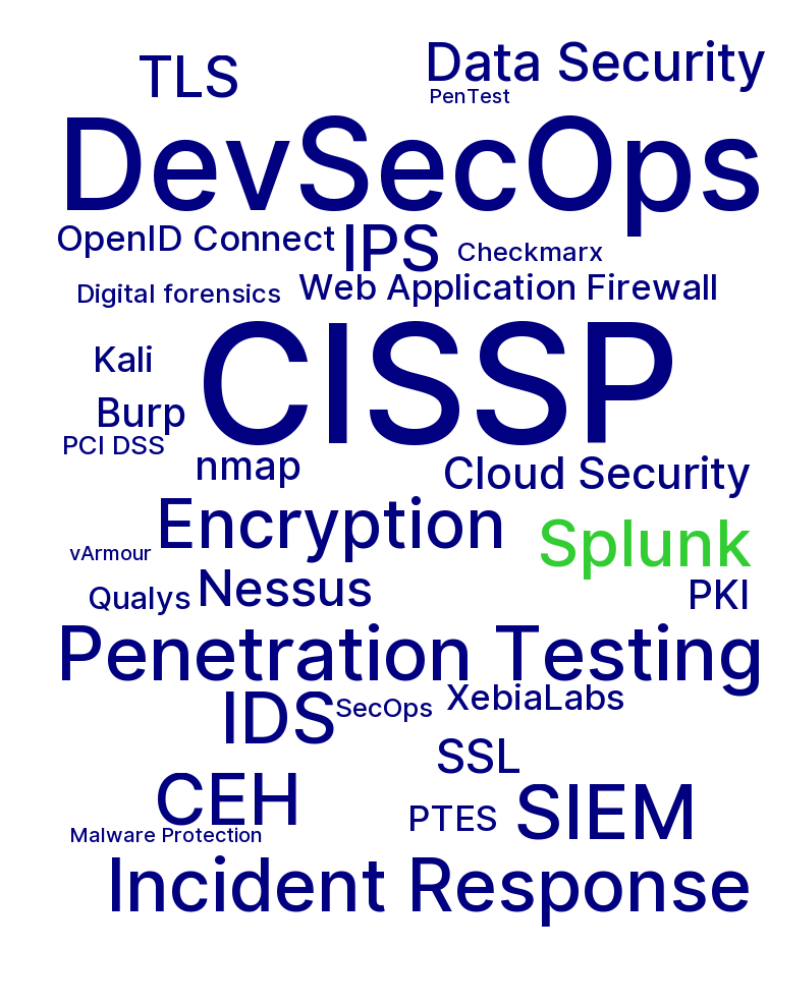 TLS
Data Security
PenTest
DevSecOps
OpenID Connect
IPS
Checkmarx
Digital forensics
Web Application Firewall
CISSP
Kali
Burp
PCI DSS
nmap
Cloud Security
Encryption
Splunk
vArmour
Qualys
Nessus
PKI
Penetration Testing
IDS
SecOps
XebiaLabs
SSL
CEH
PTES
SIEM
Malware Protection
Incident Response